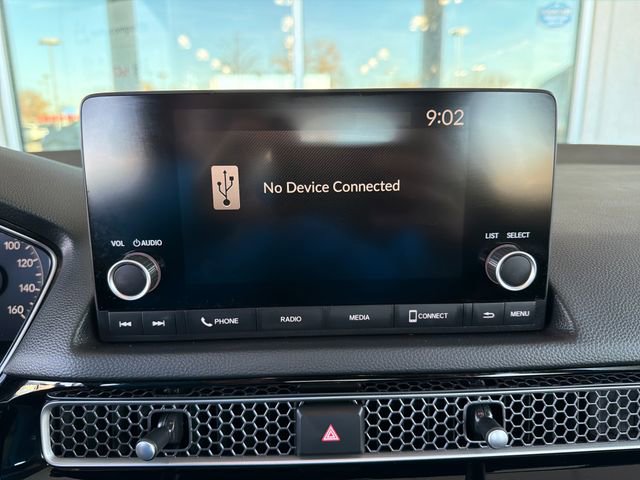 9:02
No Device Connected
VOL AUDIO
LIST SELECT
PHONE RADIO MEDIA CONNECT MENU
100
120
140
160